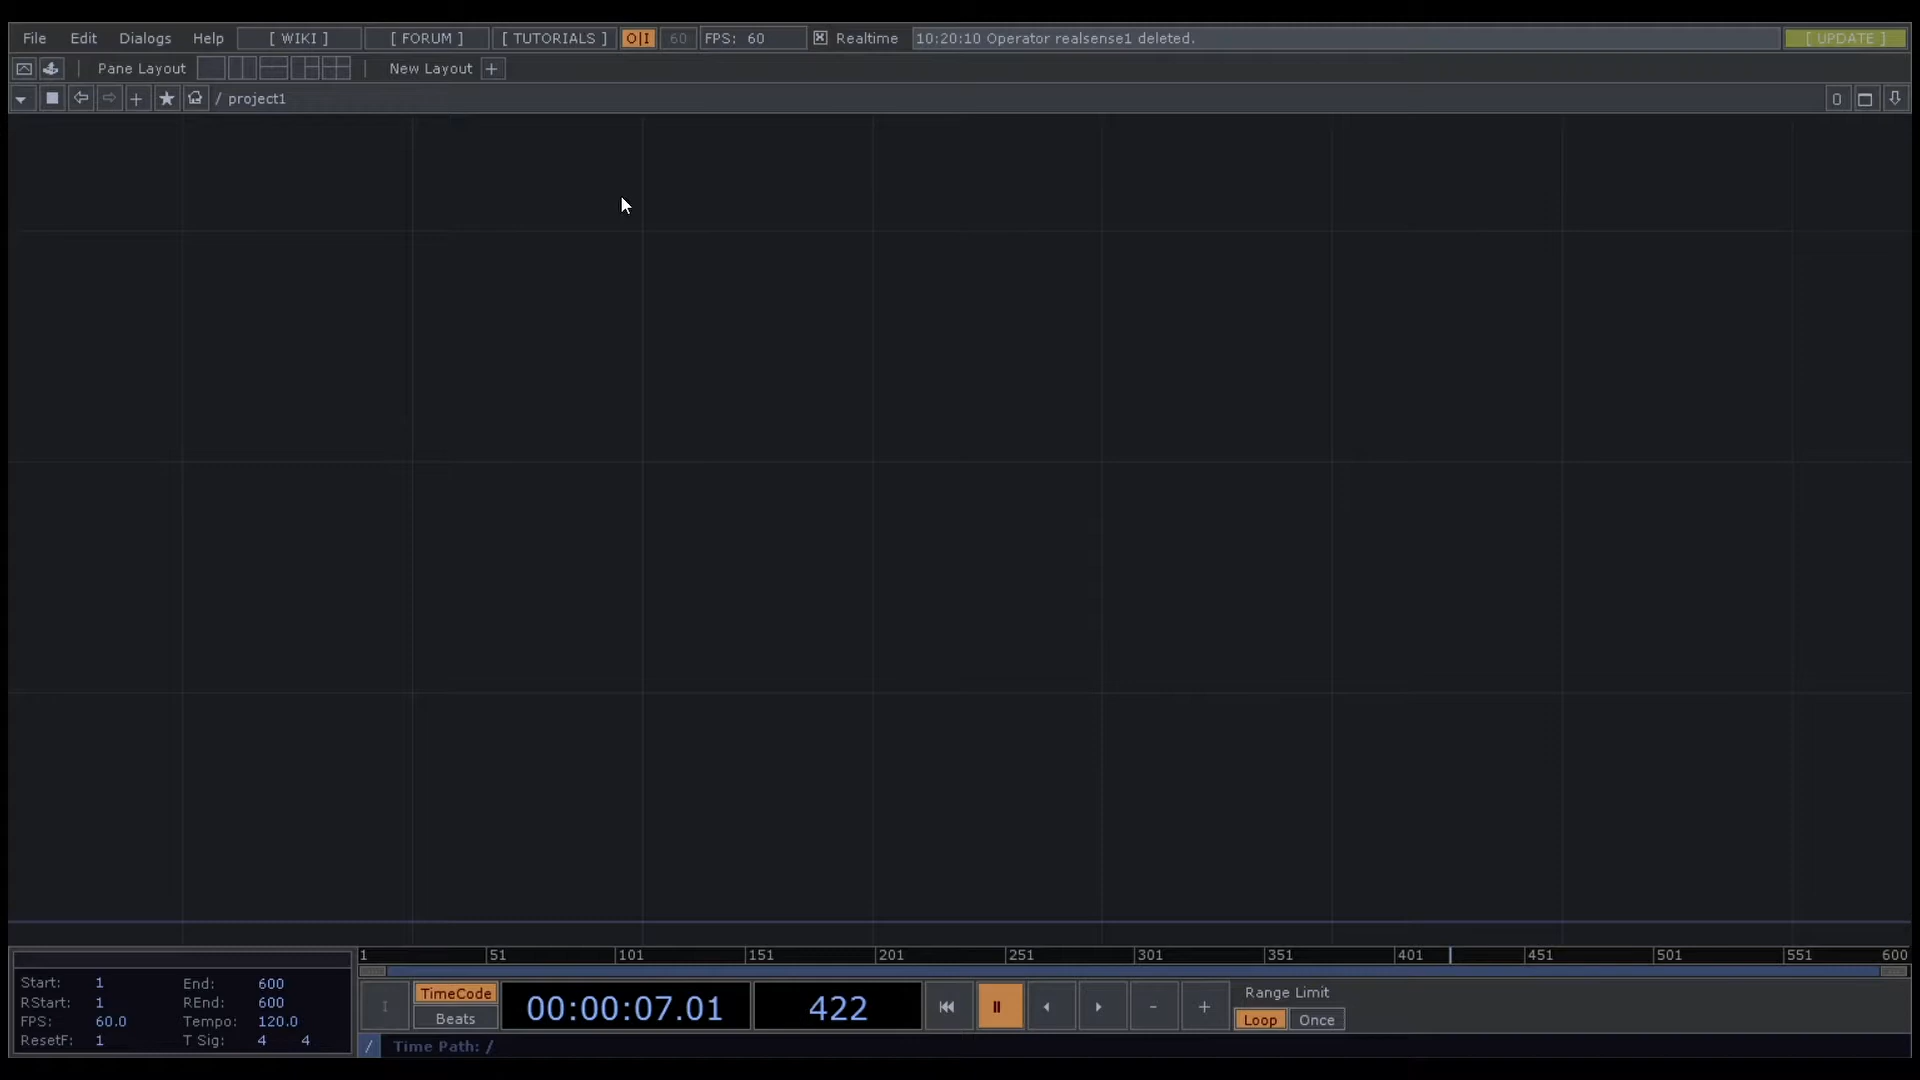 File Edit Dialogs Help [ WIKI ] [ FORUM ] [ TUTORIALS ] O|I 60 FPS: 60 Realtime 10:20:10 Operator realsense1 deleted. [ UPDATE ]
Pane Layout New Layout +
/ project1 0
1 51 101 151 201 251 301 351 401 451 501 551 600
Start: 1 End: 600
RStart: 1 REnd: 600
FPS: 60.0 Tempo: 120.0
ResetF: 1 T Sig: 4 4
TimeCode
Beats
00:00:07.01
422
- +
Range Limit
Loop Once
/ Time Path: /